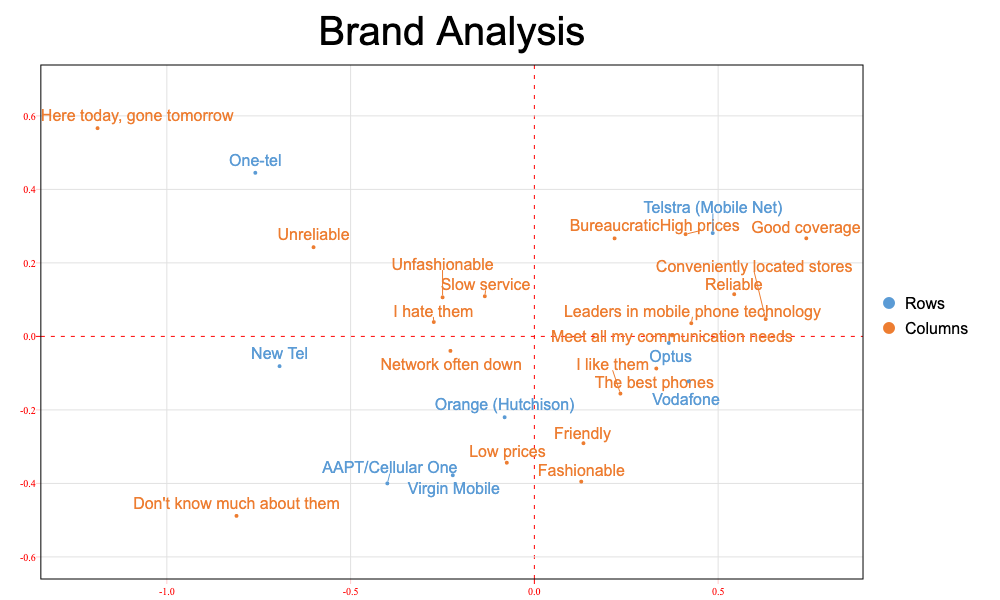 Brand Analysis
0.6
Here today, gone tomorrow
One-tel
0.4
Telstra (Mobile Net)
Bureaucratic
High prices
Good coverage
Unreliable
0.2
Unfashionable
Conveniently located stores
Slow service
Reliable
I hate them
Leaders in mobile phone technology
Rows
Columns
0.0
Meet all my communication needs
New Tel
Optus
Network often down
I like them
The best phones
Vodafone
-0.2
Orange (Hutchison)
Friendly
Low prices
AAPT/Cellular One
Fashionable
-0.4
Virgin Mobile
Don't know much about them
-0.6
-1.0
-0.5
0.0
0.5